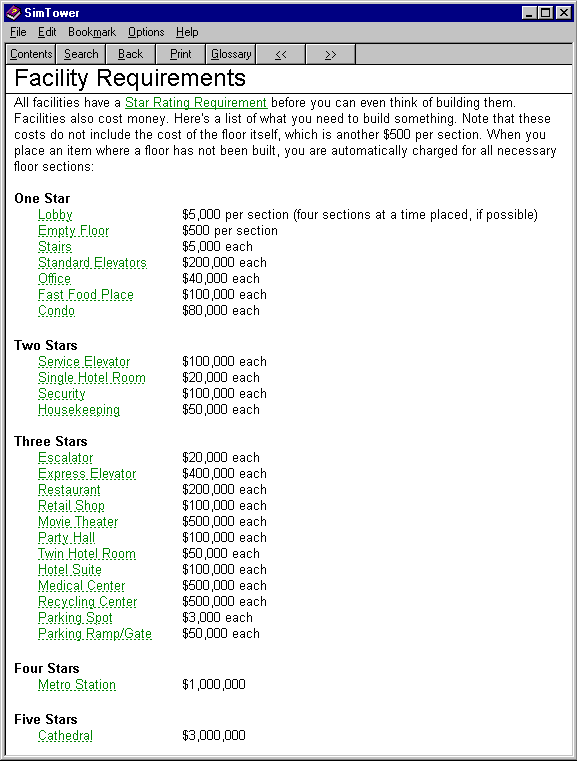 SimTower
File Edit Bookmark Options Help
Contents Search Back Print Glossary << >>
Facility Requirements
All facilities have a Star Rating Requirement before you can even think of building them.
Facilities also cost money. Here's a list of what you need to build something. Note that these
costs do not include the cost of the floor itself, which is another $500 per section. When you
place an item where a floor has not been built, you are automatically charged for all necessary
floor sections:
One Star
Lobby $5,000 per section (four sections at a time placed, if possible)
Empty Floor $500 per section
Stairs $5,000 each
Standard Elevators $200,000 each
Office $40,000 each
Fast Food Place $100,000 each
Condo $80,000 each
Two Stars
Service Elevator $100,000 each
Single Hotel Room $20,000 each
Security $100,000 each
Housekeeping $50,000 each
Three Stars
Escalator $20,000 each
Express Elevator $400,000 each
Restaurant $200,000 each
Retail Shop $100,000 each
Movie Theater $500,000 each
Party Hall $100,000 each
Twin Hotel Room $50,000 each
Hotel Suite $100,000 each
Medical Center $500,000 each
Recycling Center $500,000 each
Parking Spot $3,000 each
Parking Ramp/Gate $50,000 each
Four Stars
Metro Station $1,000,000
Five Stars
Cathedral $3,000,000